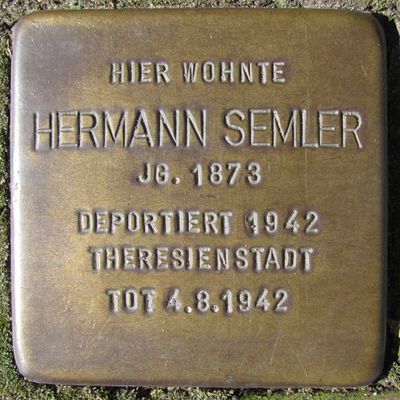 HIER WOHNTE
HERMANN SEMLER
JG. 1873
DEPORTIERT 1942
THERESIENSTADT
TOT 4.8.1942